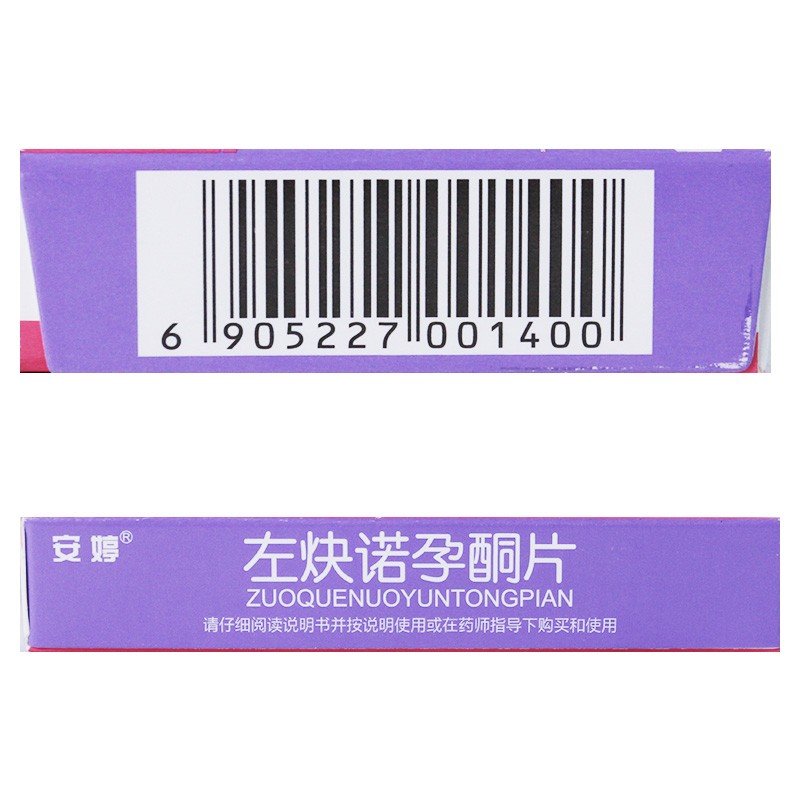 6 905227 001400
安婷®
左炔诺孕酮片
ZUOQUENUOYUNTONGPIAN
请仔细阅读说明书并按说明使用或在药师指导下购买和使用